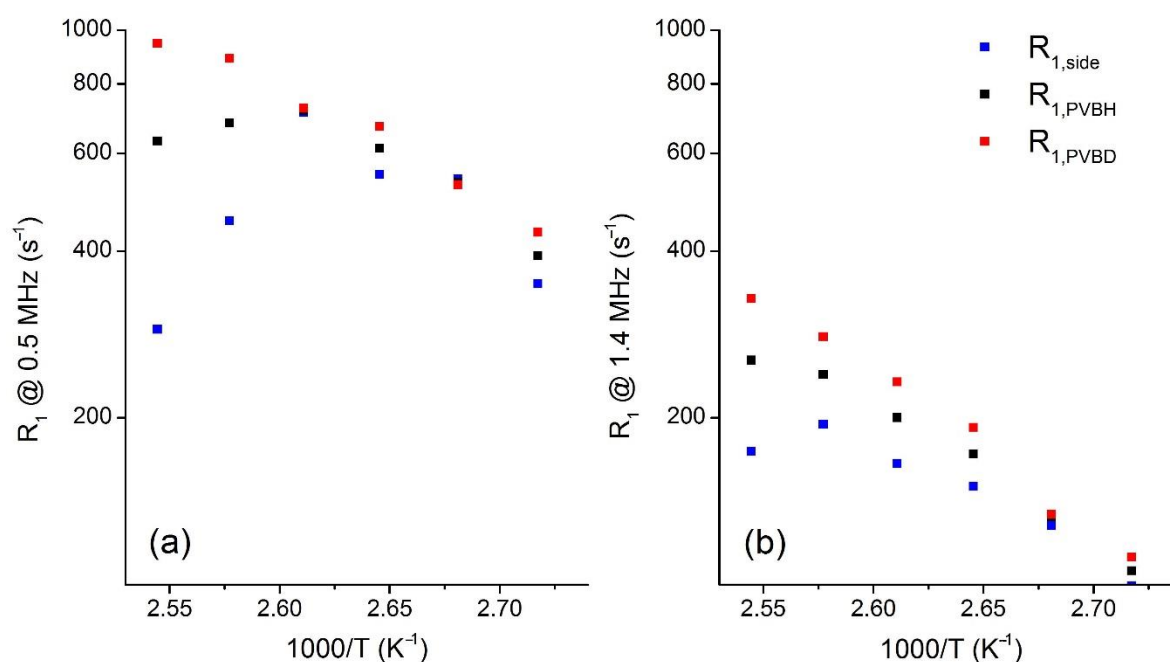 1000
800
600
400
200
R₁ @ 0.5 MHz (s⁻¹)
(a)
2.55 2.60 2.65 2.70
1000/T (K⁻¹)
1000
800
600
400
200
R₁ @ 1.4 MHz (s⁻¹)
R₁,side
R₁,PVBH
R₁,PVBD
(b)
2.55 2.60 2.65 2.70
1000/T (K⁻¹)